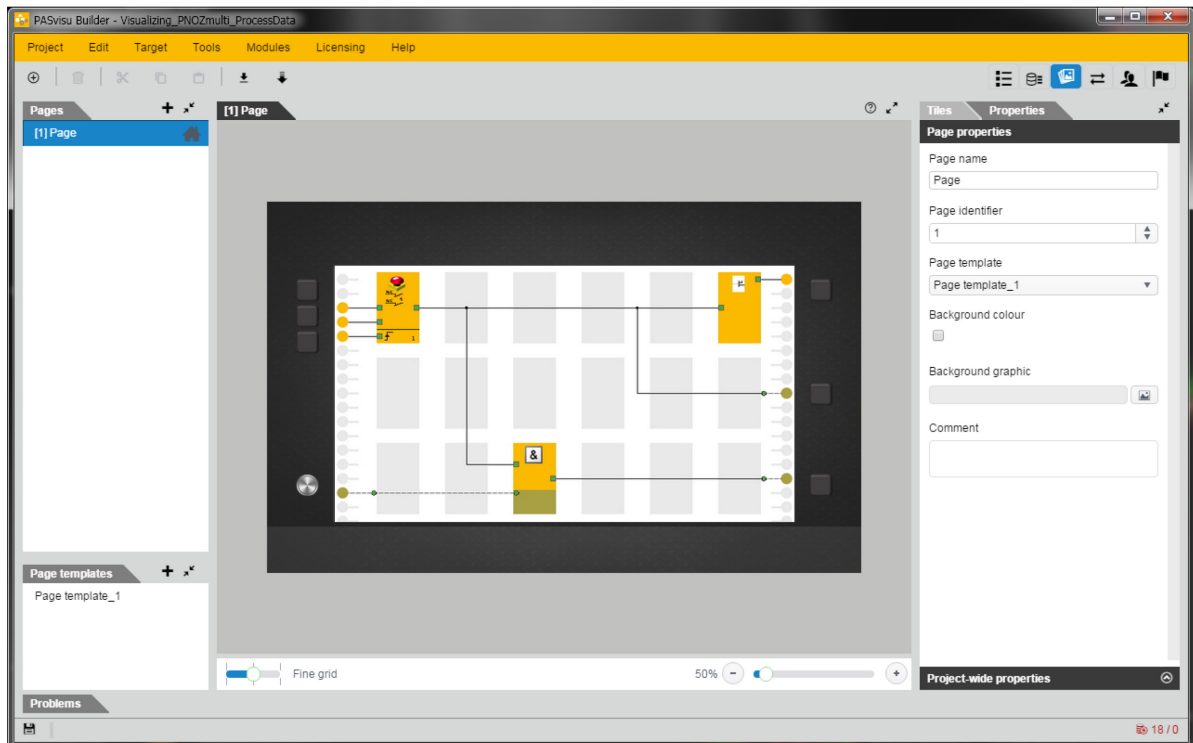 PASvisu Builder - Visualizing_PNOZmulti_ProcessData
Project Edit Target Tools Modules Licensing Help
Pages
[1] Page
[1] Page
Tiles Properties
Page properties
Page name
Page
Page identifier
1
Page template
Page template_1
Background colour
Background graphic
Comment
1
&
Page templates
Page template_1
Fine grid
50%
Project-wide properties
Problems
18 / 0